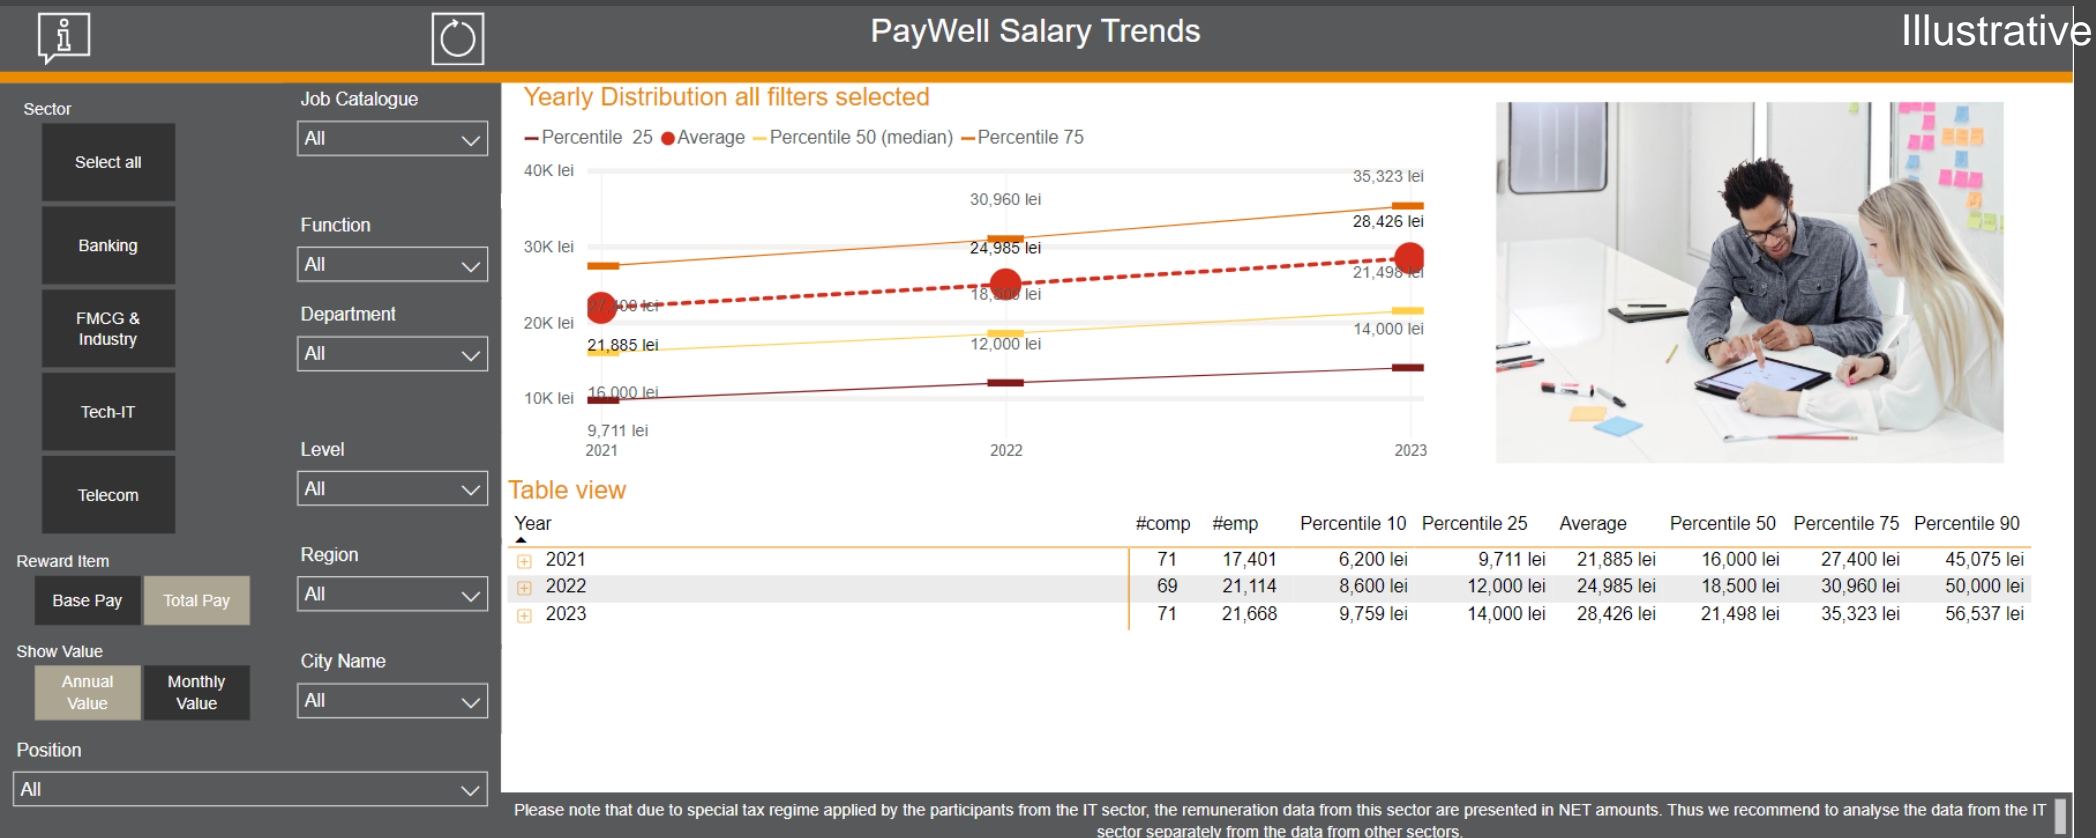 PayWell Salary Trends
Illustrative
Sector
Select all
Banking
FMCG &
Industry
Tech-IT
Telecom
Reward Item
Base Pay Total Pay
Show Value
Annual
Value
Monthly
Value
Position
All
Job Catalogue
All
Function
All
Department
All
Level
All
Region
All
City Name
All
Yearly Distribution all filters selected
Percentile 25 Average Percentile 50 (median) Percentile 75
40K lei
30K lei
20K lei
10K lei
27,400 lei
21,885 lei
16,000 lei
9,711 lei
30,960 lei
24,985 lei
18,500 lei
12,000 lei
35,323 lei
28,426 lei
21,498 lei
14,000 lei
2021 2022 2023
Table view
Year #comp #emp Percentile 10 Percentile 25 Average Percentile 50 Percentile 75 Percentile 90
2021 71 17,401 6,200 lei 9,711 lei 21,885 lei 16,000 lei 27,400 lei 45,075 lei
2022 69 21,114 8,600 lei 12,000 lei 24,985 lei 18,500 lei 30,960 lei 50,000 lei
2023 71 21,668 9,759 lei 14,000 lei 28,426 lei 21,498 lei 35,323 lei 56,537 lei
Please note that due to special tax regime applied by the participants from the IT sector, the remuneration data from this sector are presented in NET amounts. Thus we recommend to analyse the data from the IT
sector separately from the data from other sectors.